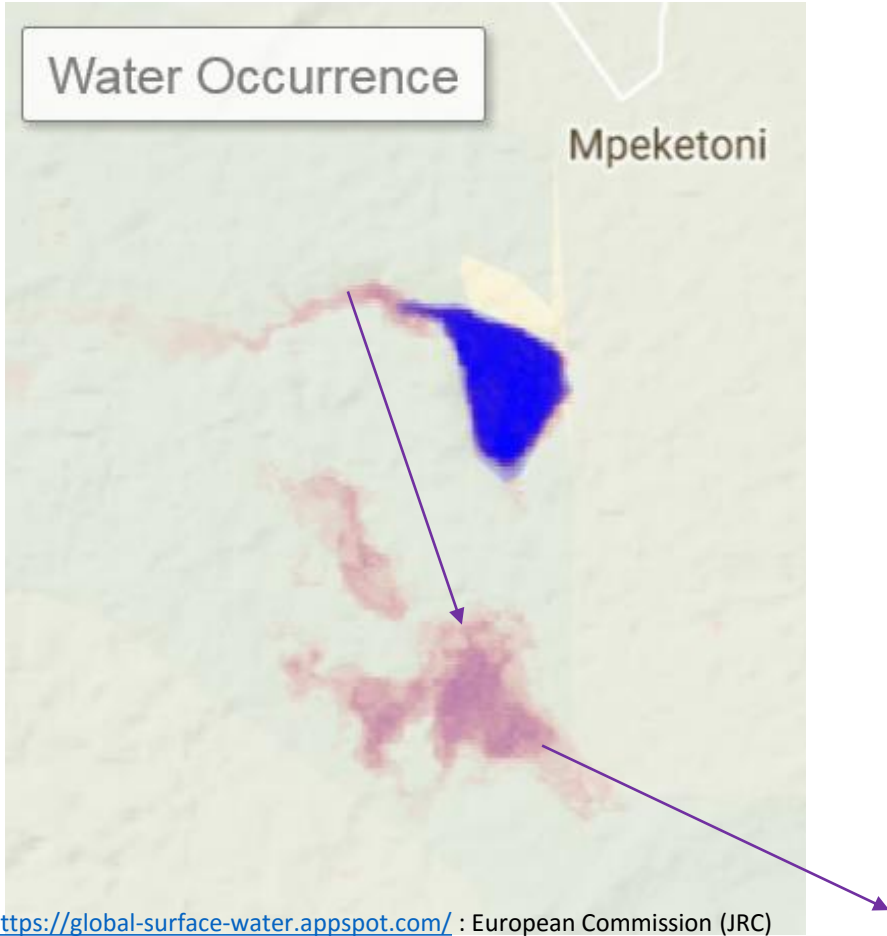 Water Occurrence
Mpeketoni
ttps://global-surface-water.appspot.com/ : European Commission (JRC)